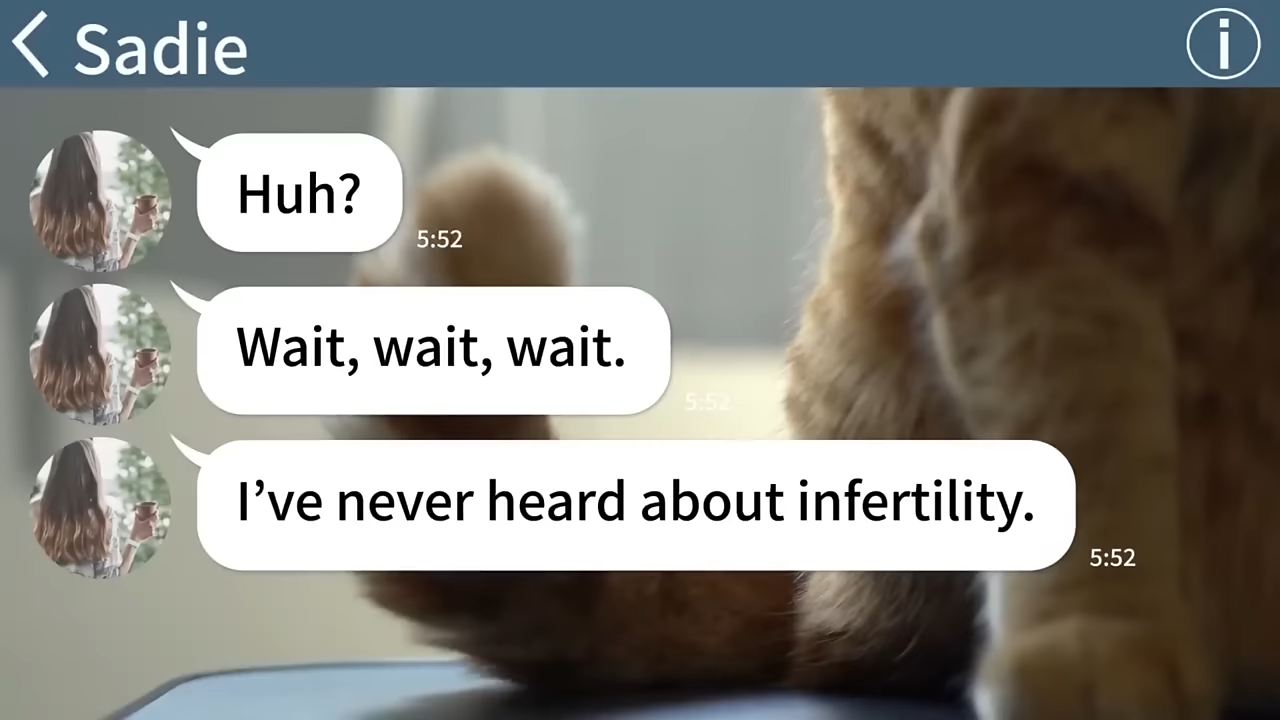 Sadie
Huh?
5:52
Wait, wait, wait.
5:52
I’ve never heard about infertility.
5:52